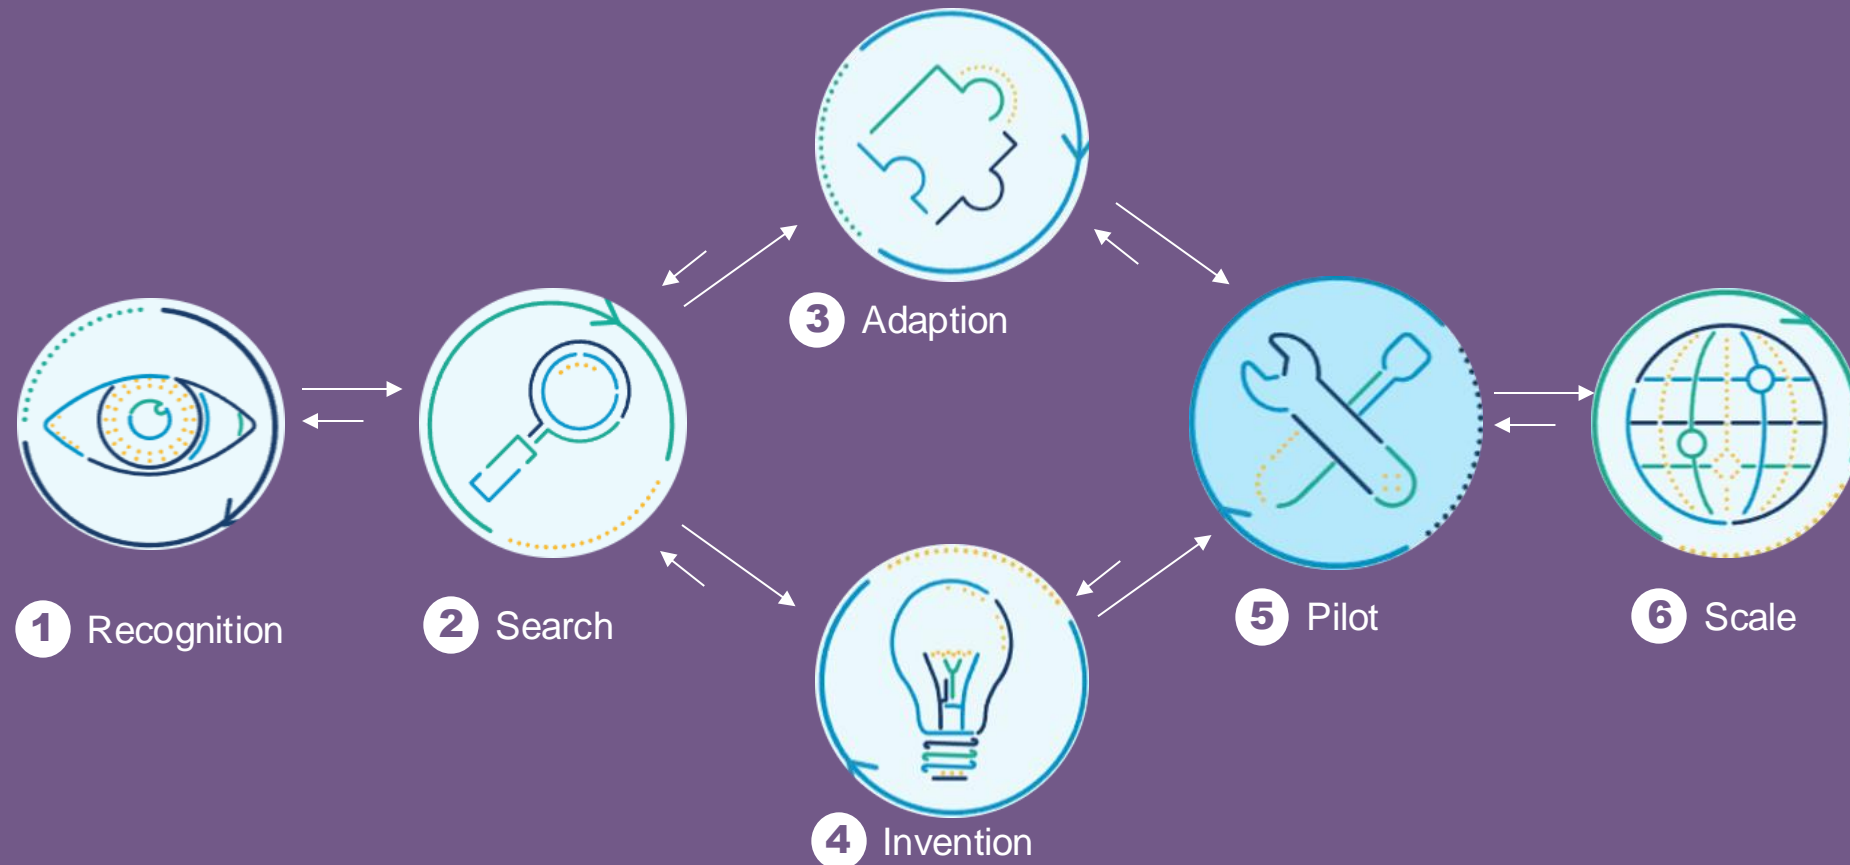 1 Recognition
2 Search
3 Adaption
4 Invention
5 Pilot
6 Scale